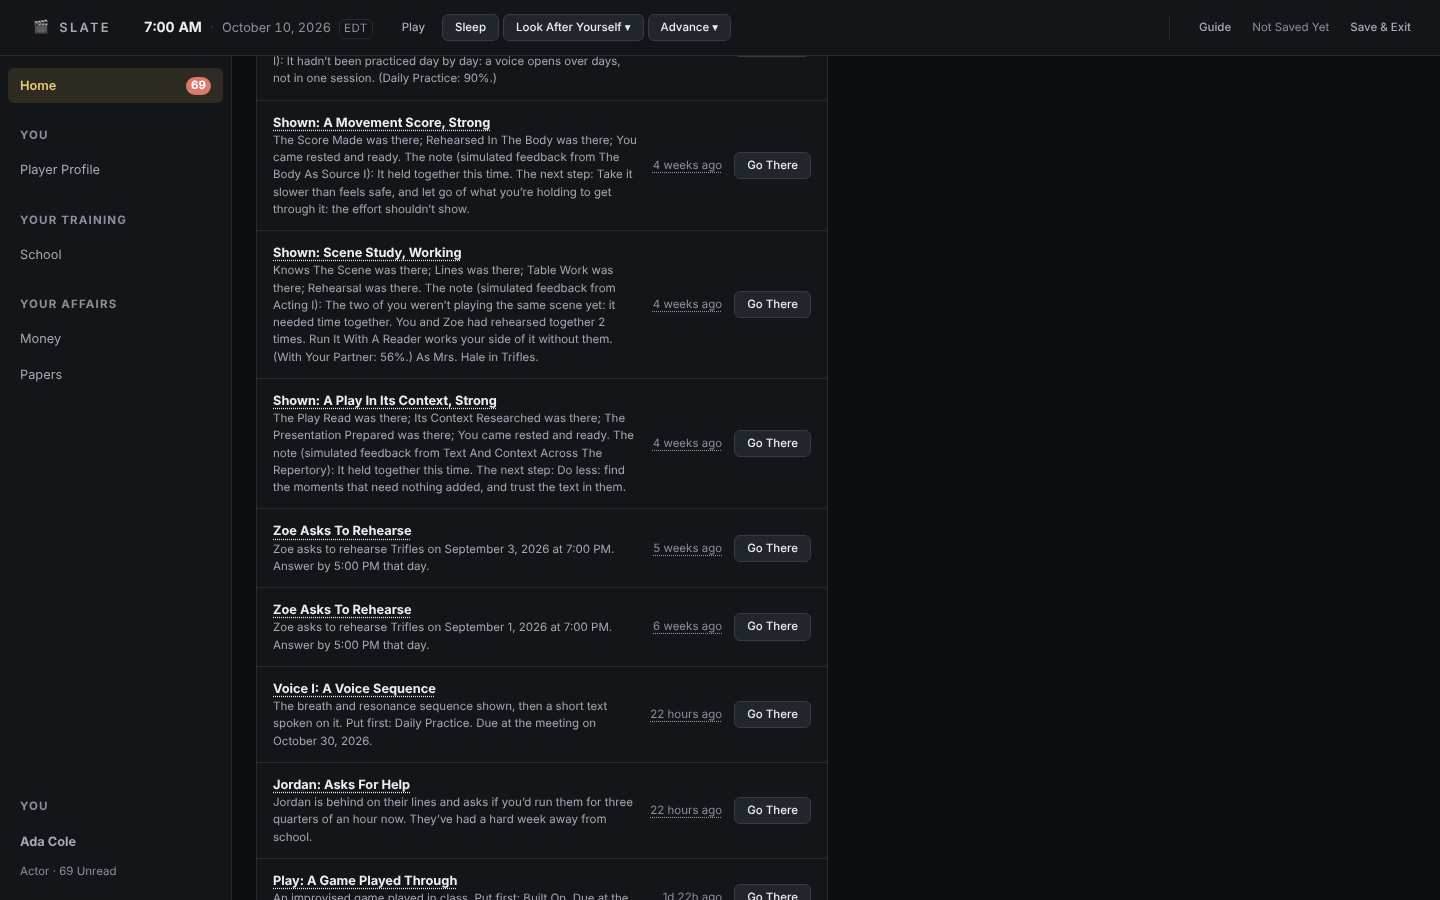 🎬 SLATE
7:00 AM · October 10, 2026 EDT
Play
Sleep
Look After Yourself ▾
Advance ▾
Guide
Not Saved Yet
Save & Exit
Home
69
YOU
Player Profile
YOUR TRAINING
School
YOUR AFFAIRS
Money
Papers
YOU
Ada Cole
Actor · 69 Unread
I): It hadn't been practiced day by day: a voice opens over days,
not in one session. (Daily Practice: 90%.)
Shown: A Movement Score, Strong
The Score Made was there; Rehearsed In The Body was there; You
came rested and ready. The note (simulated feedback from The
Body As Source I): It held together this time. The next step: Take it
slower than feels safe, and let go of what you're holding to get
through it: the effort shouldn't show.
4 weeks ago
Go There
Shown: Scene Study, Working
Knows The Scene was there; Lines was there; Table Work was
there; Rehearsal was there. The note (simulated feedback from
Acting I): The two of you weren't playing the same scene yet: it
needed time together. You and Zoe had rehearsed together 2
times. Run It With A Reader works your side of it without them.
(With Your Partner: 56%.) As Mrs. Hale in Trifles.
4 weeks ago
Go There
Shown: A Play In Its Context, Strong
The Play Read was there; Its Context Researched was there; The
Presentation Prepared was there; You came rested and ready. The
note (simulated feedback from Text And Context Across The
Repertory): It held together this time. The next step: Do less: find
the moments that need nothing added, and trust the text in them.
4 weeks ago
Go There
Zoe Asks To Rehearse
Zoe asks to rehearse Trifles on September 3, 2026 at 7:00 PM.
Answer by 5:00 PM that day.
5 weeks ago
Go There
Zoe Asks To Rehearse
Zoe asks to rehearse Trifles on September 1, 2026 at 7:00 PM.
Answer by 5:00 PM that day.
6 weeks ago
Go There
Voice I: A Voice Sequence
The breath and resonance sequence shown, then a short text
spoken on it. Put first: Daily Practice. Due at the meeting on
October 30, 2026.
22 hours ago
Go There
Jordan: Asks For Help
Jordan is behind on their lines and asks if you'd run them for three
quarters of an hour now. They've had a hard week away from
school.
22 hours ago
Go There
Play: A Game Played Through
An improvised game played in class. Put first: Built On. Due at the
1d 22h ago
Go There